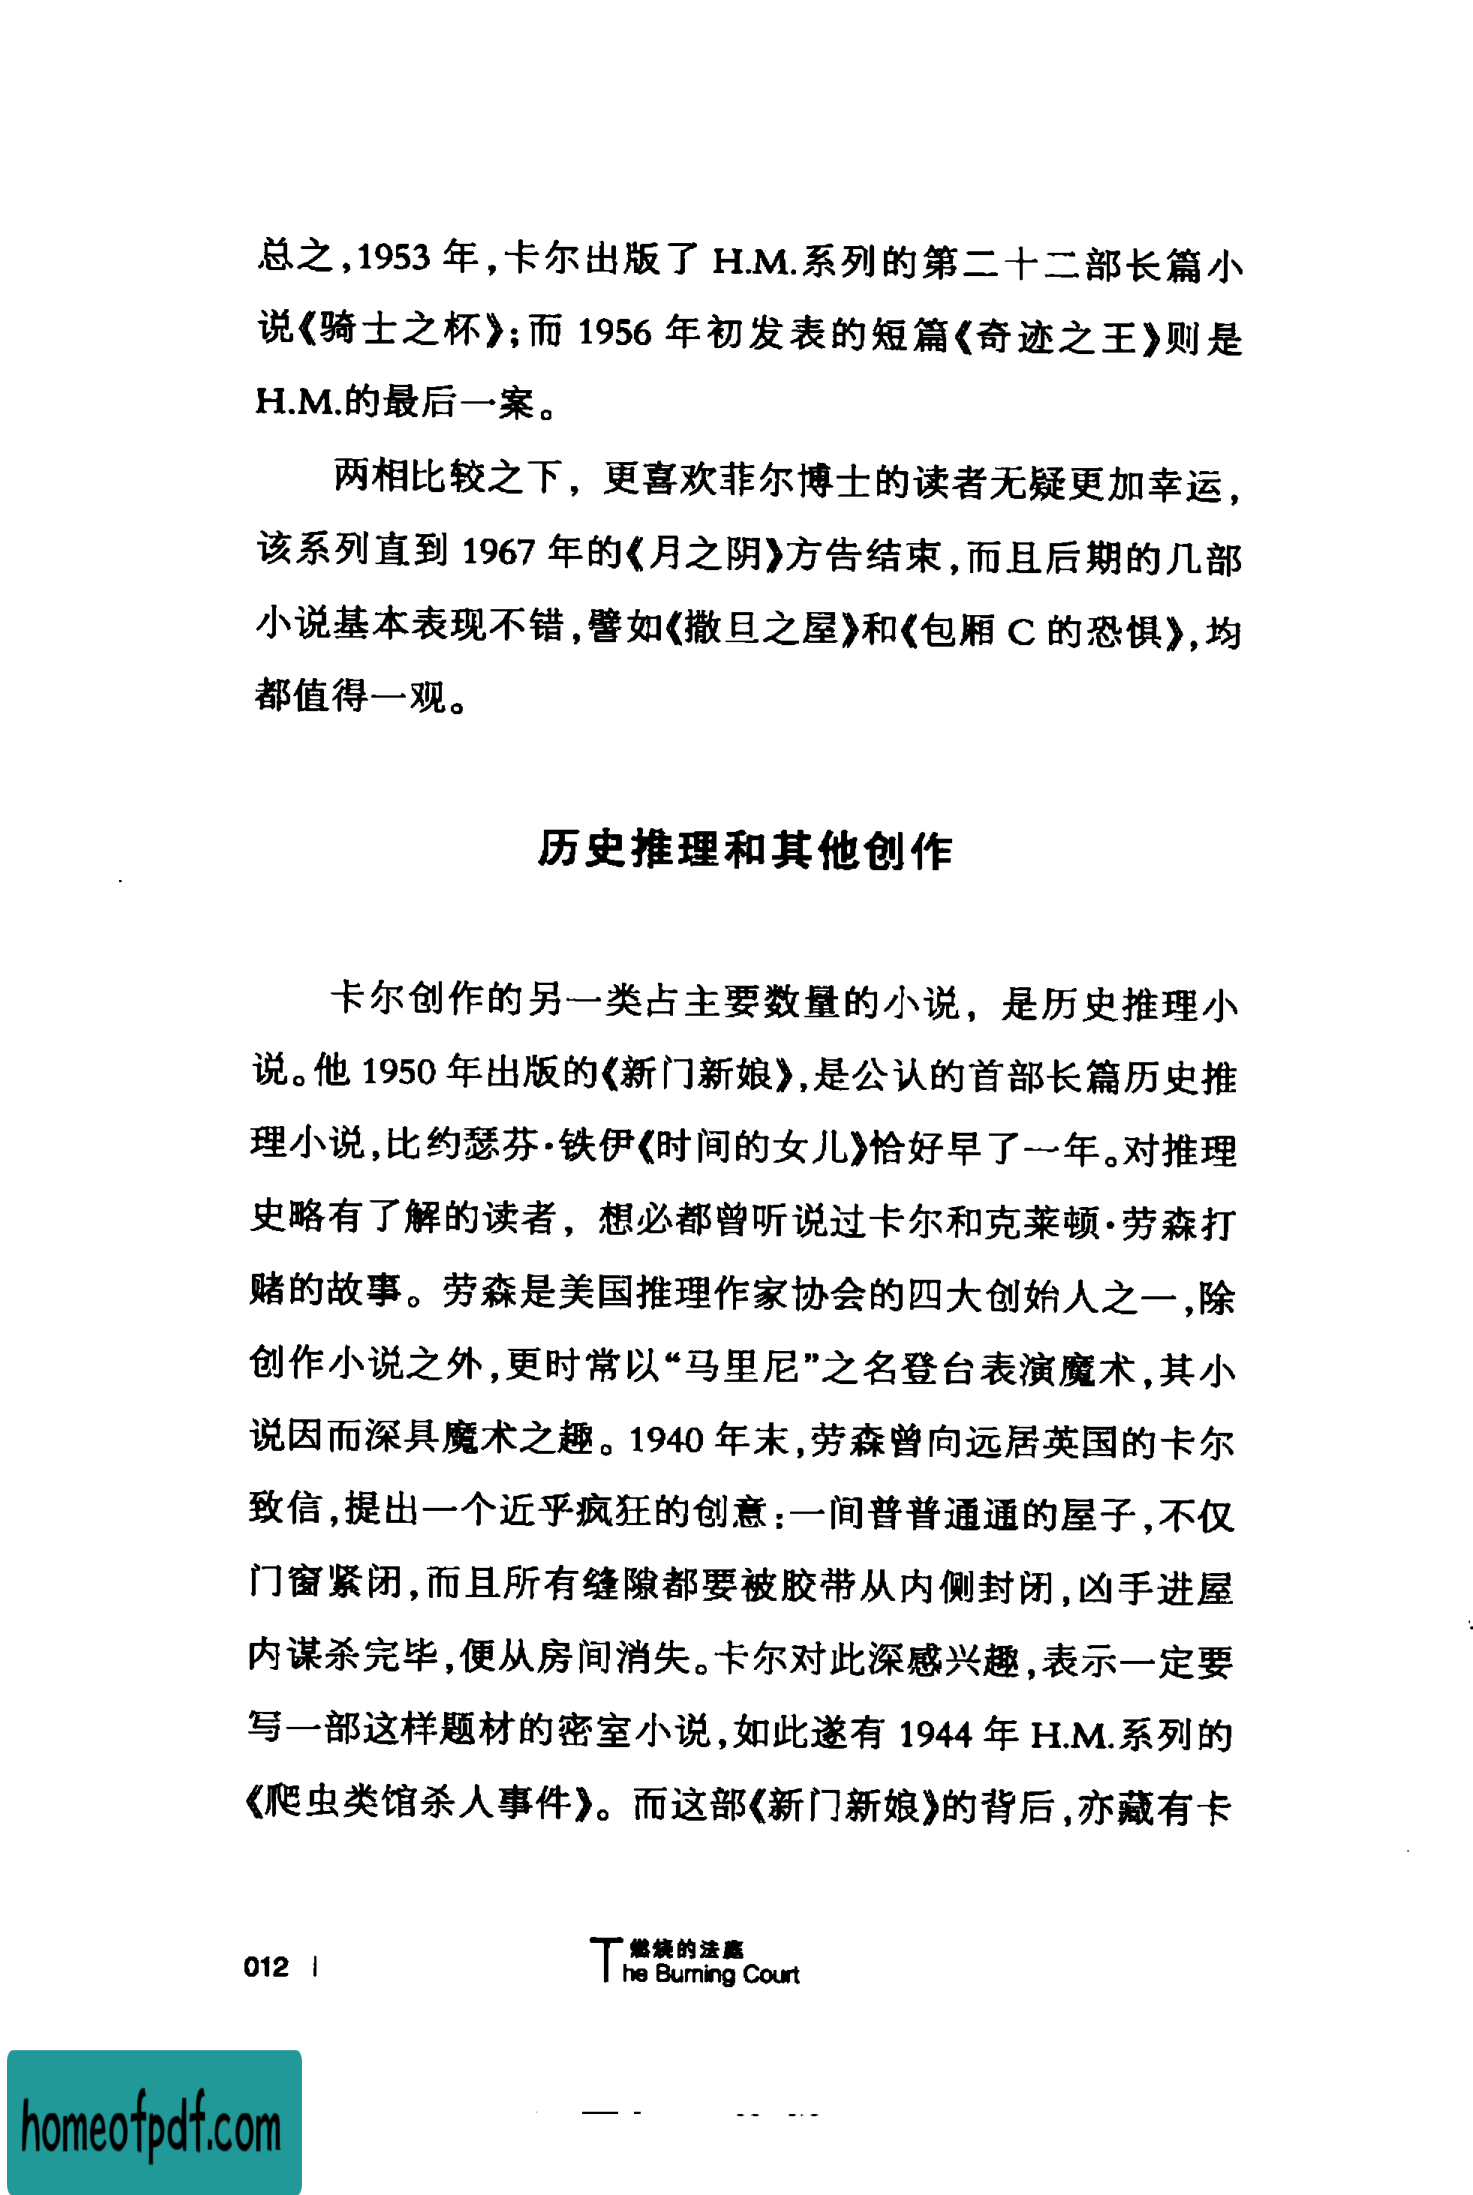 总之,1953 年,卡尔出版了 H.M.系列的第二十二部长篇小
说《骑士之杯》;而 1956 年初发表的短篇《奇迹之王》则是
H.M.的最后一案。
两相比较之下，更喜欢菲尔博士的读者无疑更加幸运,
该系列直到 1967 年的《月之阴》方告结束,而且后期的几部
小说基本表现不错,譬如《撒旦之屋》和《包厢 C 的恐惧》,均
都值得一观。
历史推理和其他创作
卡尔创作的另一类占主要数量的小说，是历史推理小
说。他 1950 年出版的《新门新娘》,是公认的首部长篇历史推
理小说,比约瑟芬·铁伊《时间的女儿》恰好早了一年。对推理
史略有了解的读者，想必都曾听说过卡尔和克莱顿·劳森打
赌的故事。劳森是美国推理作家协会的四大创始人之一,除
创作小说之外,更时常以“马里尼”之名登台表演魔术,其小
说因而深具魔术之趣。1940 年末,劳森曾向远居英国的卡尔
致信,提出一个近乎疯狂的创意:一间普普通通的屋子,不仅
门窗紧闭,而且所有缝隙都要被胶带从内侧封闭,凶手进屋
内谋杀完毕,便从房间消失。卡尔对此深感兴趣,表示一定要
写一部这样题材的密室小说,如此遂有 1944 年 H.M.系列的
《爬虫类馆杀人事件》。而这部《新门新娘》的背后,亦藏有卡
012 |
燃烧的法庭
The Burning Court
homeofpdf.com